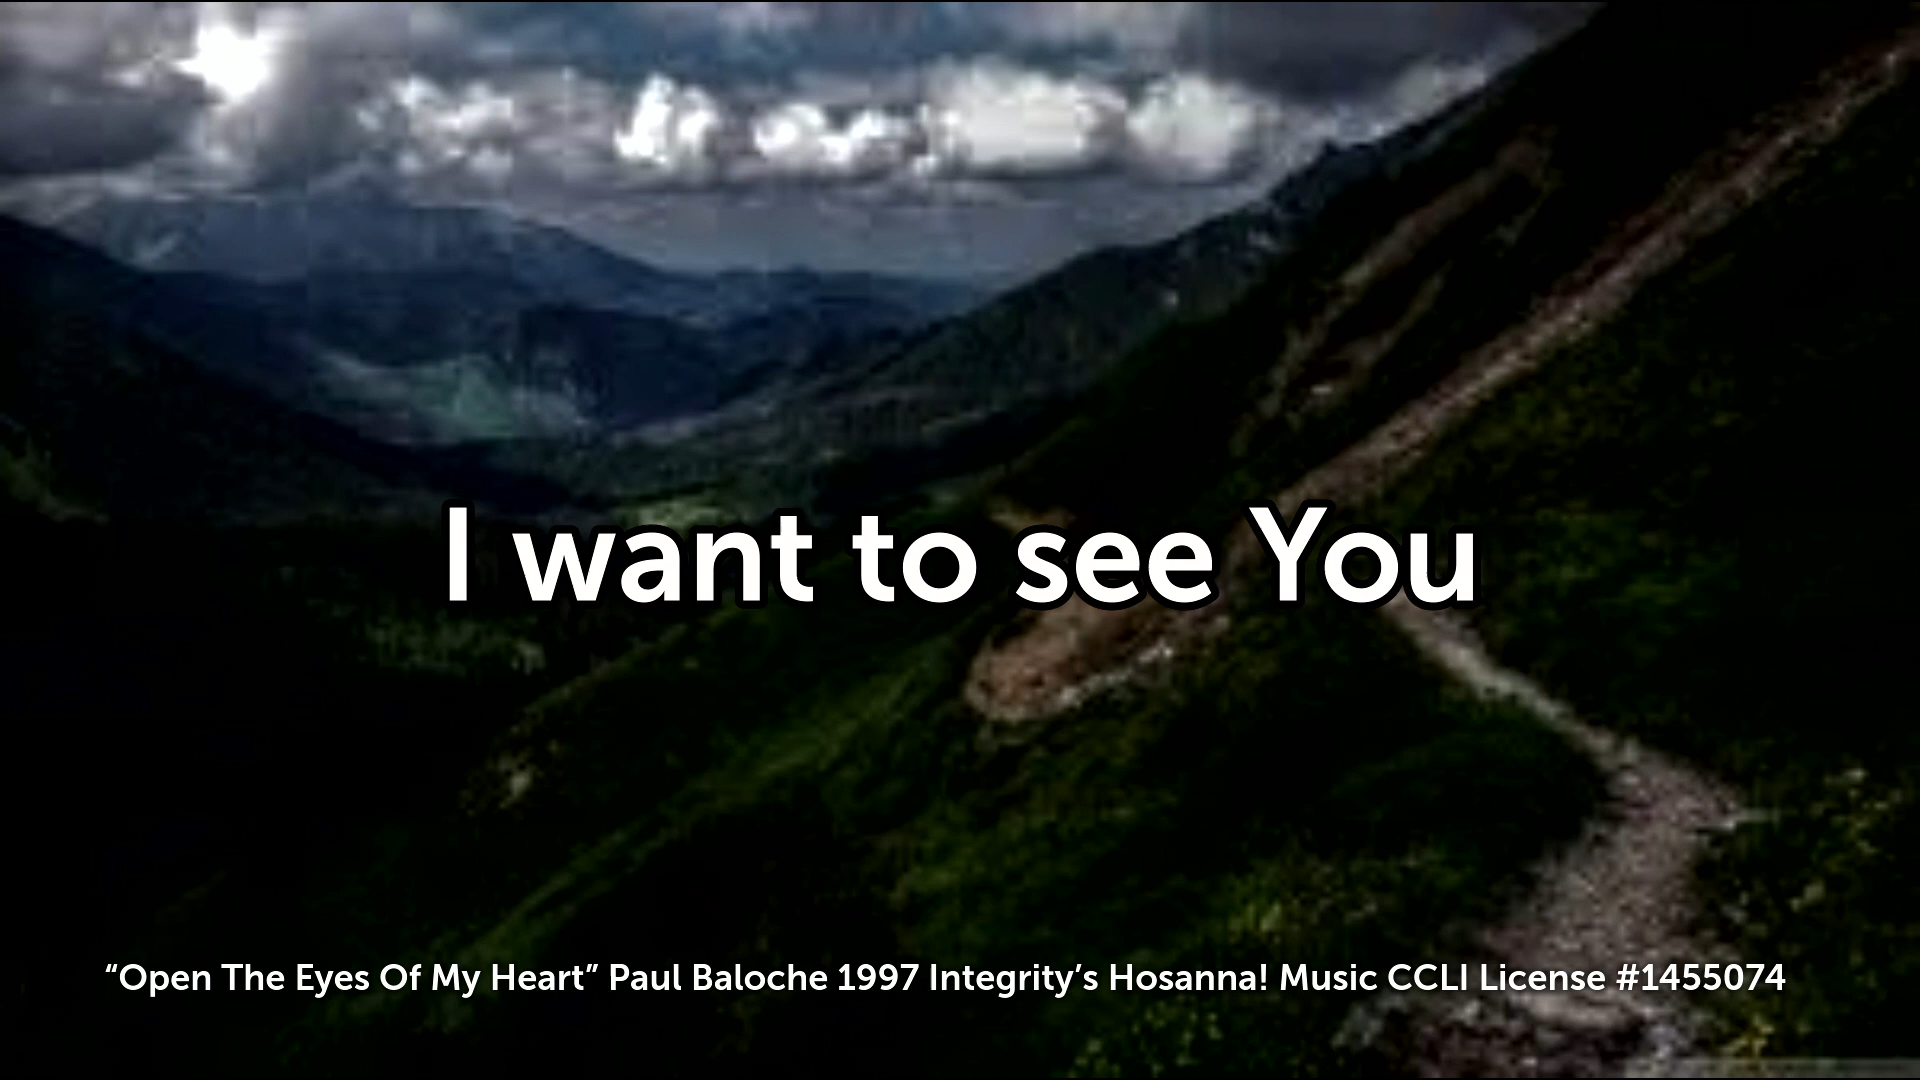 I want to see You
“Open The Eyes Of My Heart” Paul Baloche 1997 Integrity’s Hosanna! Music CCLI License #1455074